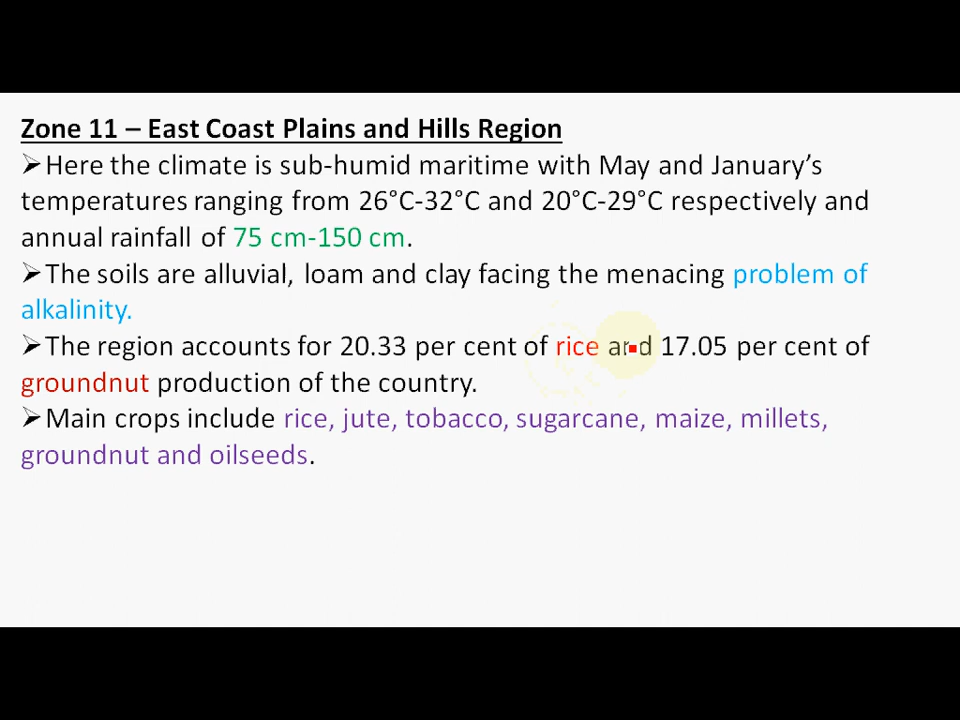 Zone 11 – East Coast Plains and Hills Region
➢Here the climate is sub-humid maritime with May and January’s
temperatures ranging from 26°C-32°C and 20°C-29°C respectively and
annual rainfall of 75 cm-150 cm.
➢The soils are alluvial, loam and clay facing the menacing problem of
alkalinity.
➢The region accounts for 20.33 per cent of rice and 17.05 per cent of
groundnut production of the country.
➢Main crops include rice, jute, tobacco, sugarcane, maize, millets,
groundnut and oilseeds.